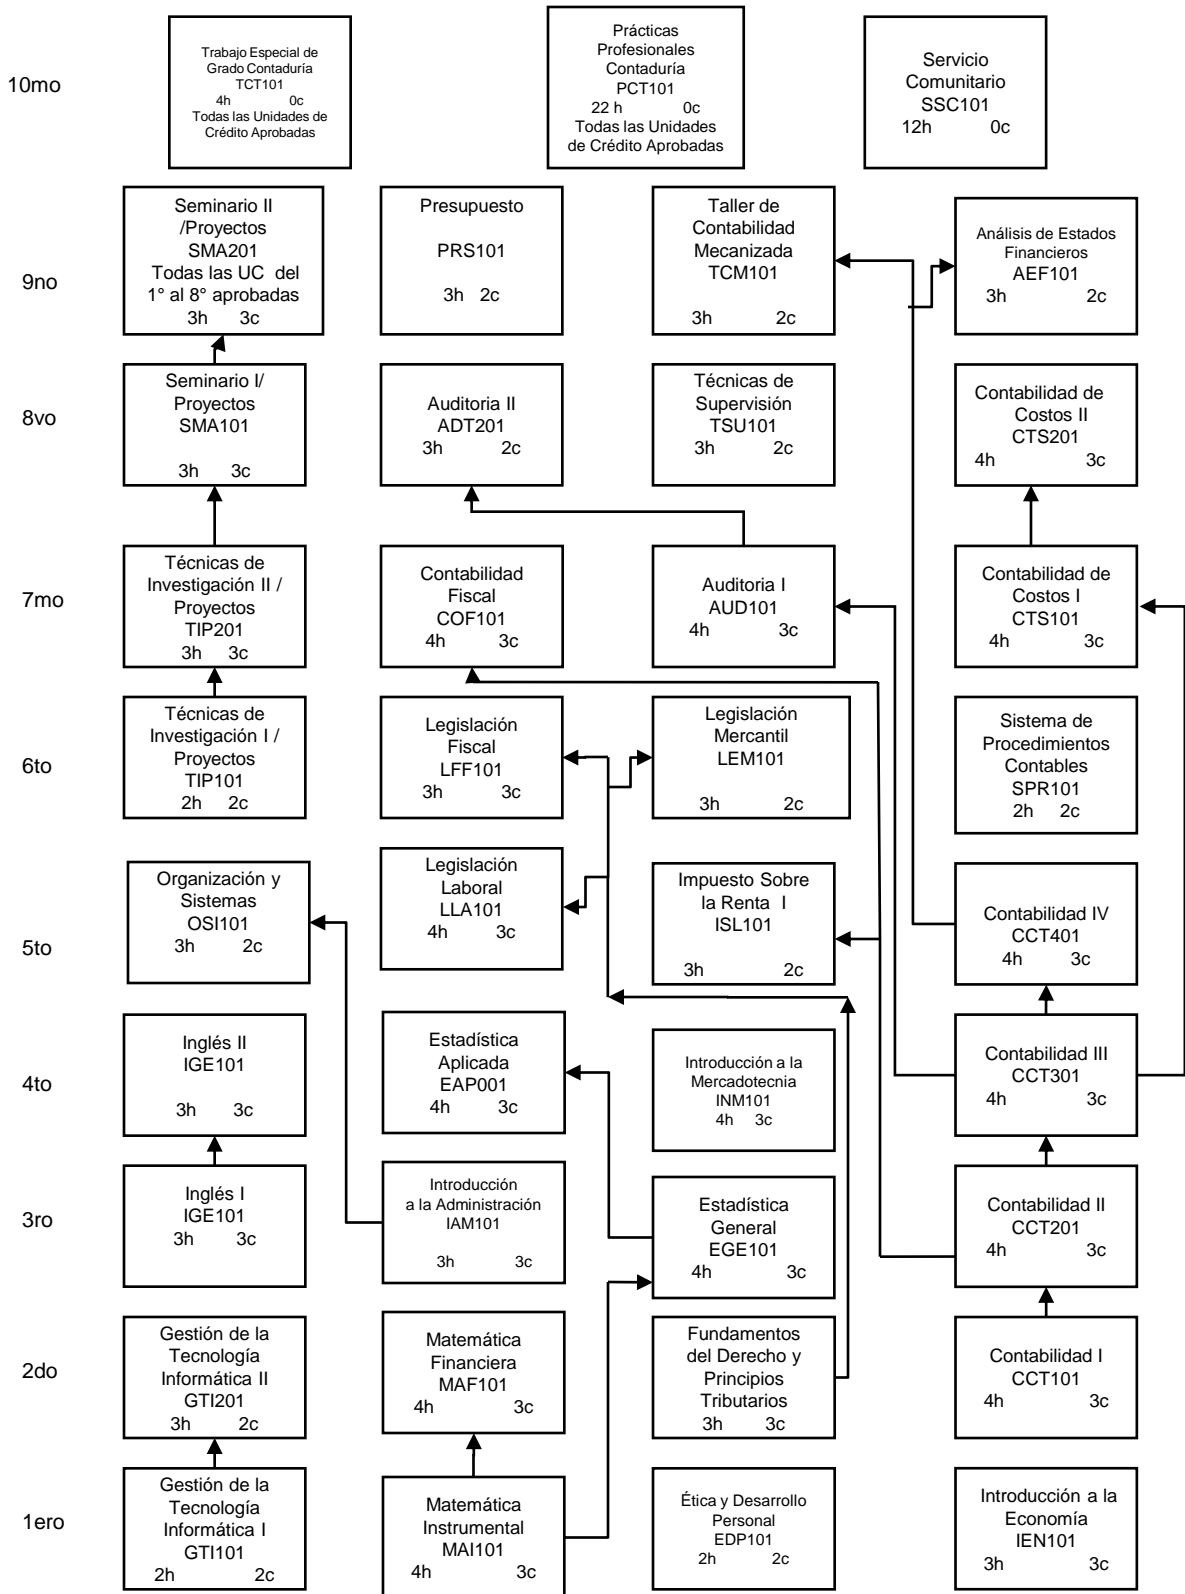 10mo
Trabajo Especial de
Grado Contaduría
TCT101
4h 0c
Todas las Unidades de
Crédito Aprobadas
Prácticas
Profesionales
Contaduría
PCT101
22 h 0c
Todas las Unidades
de Crédito Aprobadas
Servicio
Comunitario
SSC101
12h 0c
9no
Seminario II
/Proyectos
SMA201
Todas las UC del
1° al 8° aprobadas
3h 3c
Presupuesto
PRS101
3h 2c
Taller de
Contabilidad
Mecanizada
TCM101
3h 2c
Análisis de Estados
Financieros
AEF101
3h 2c
8vo
Seminario I/
Proyectos
SMA101
3h 3c
Auditoria II
ADT201
3h 2c
Técnicas de
Supervisión
TSU101
3h 2c
Contabilidad de
Costos II
CTS201
4h 3c
7mo
Técnicas de
Investigación II /
Proyectos
TIP201
3h 3c
Contabilidad
Fiscal
COF101
4h 3c
Auditoria I
AUD101
4h 3c
Contabilidad de
Costos I
CTS101
4h 3c
6to
Técnicas de
Investigación I /
Proyectos
TIP101
2h 2c
Legislación
Fiscal
LFF101
3h 3c
Legislación
Mercantil
LEM101
3h 2c
Sistema de
Procedimientos
Contables
SPR101
2h 2c
5to
Organización y
Sistemas
OSI101
3h 2c
Legislación
Laboral
LLA101
4h 3c
Impuesto Sobre
la Renta I
ISL101
3h 2c
Contabilidad IV
CCT401
4h 3c
4to
Inglés II
IGE101
3h 3c
Estadística
Aplicada
EAP001
4h 3c
Introducción a la
Mercadotecnia
INM101
4h 3c
Contabilidad III
CCT301
4h 3c
3ro
Inglés I
IGE101
3h 3c
Introducción
a la Administración
IAM101
3h 3c
Estadística
General
EGE101
4h 3c
Contabilidad II
CCT201
4h 3c
2do
Gestión de la
Tecnología
Informática II
GTI201
3h 2c
Matemática
Financiera
MAF101
4h 3c
Fundamentos
del Derecho y
Principios
Tributarios
3h 3c
Contabilidad I
CCT101
4h 3c
1ero
Gestión de la
Tecnología
Informática I
GTI101
2h 2c
Matemática
Instrumental
MAI101
4h 3c
Ética y Desarrollo
Personal
EDP101
2h 2c
Introducción a la
Economía
IEN101
3h 3c